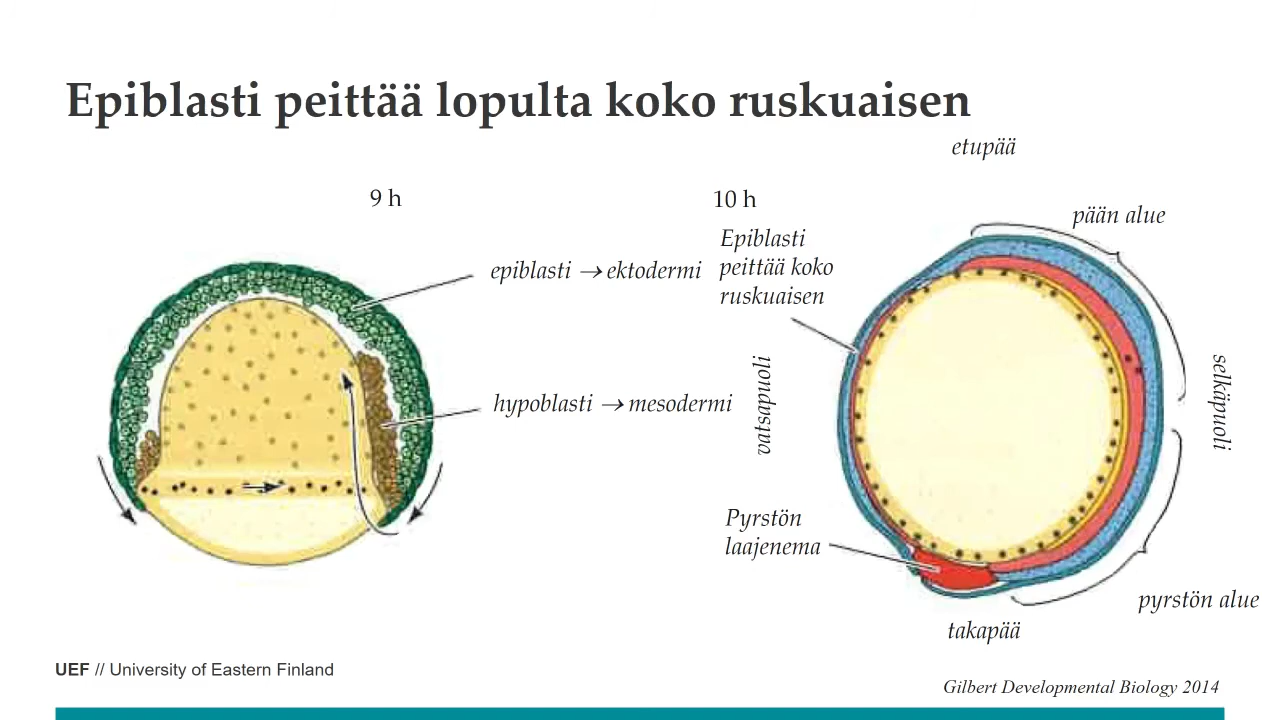 Epiblasti peittää lopulta koko ruskuaisen
etupää
9 h
10 h
pään alue
Epiblasti
peittää koko
ruskuaisen
epiblasti → ektodermi
vatsapuoli
selkäpuoli
hypoblasti → mesodermi
Pyrstön
laajenema
pyrstön alue
takapää
UEF // University of Eastern Finland
Gilbert Developmental Biology 2014